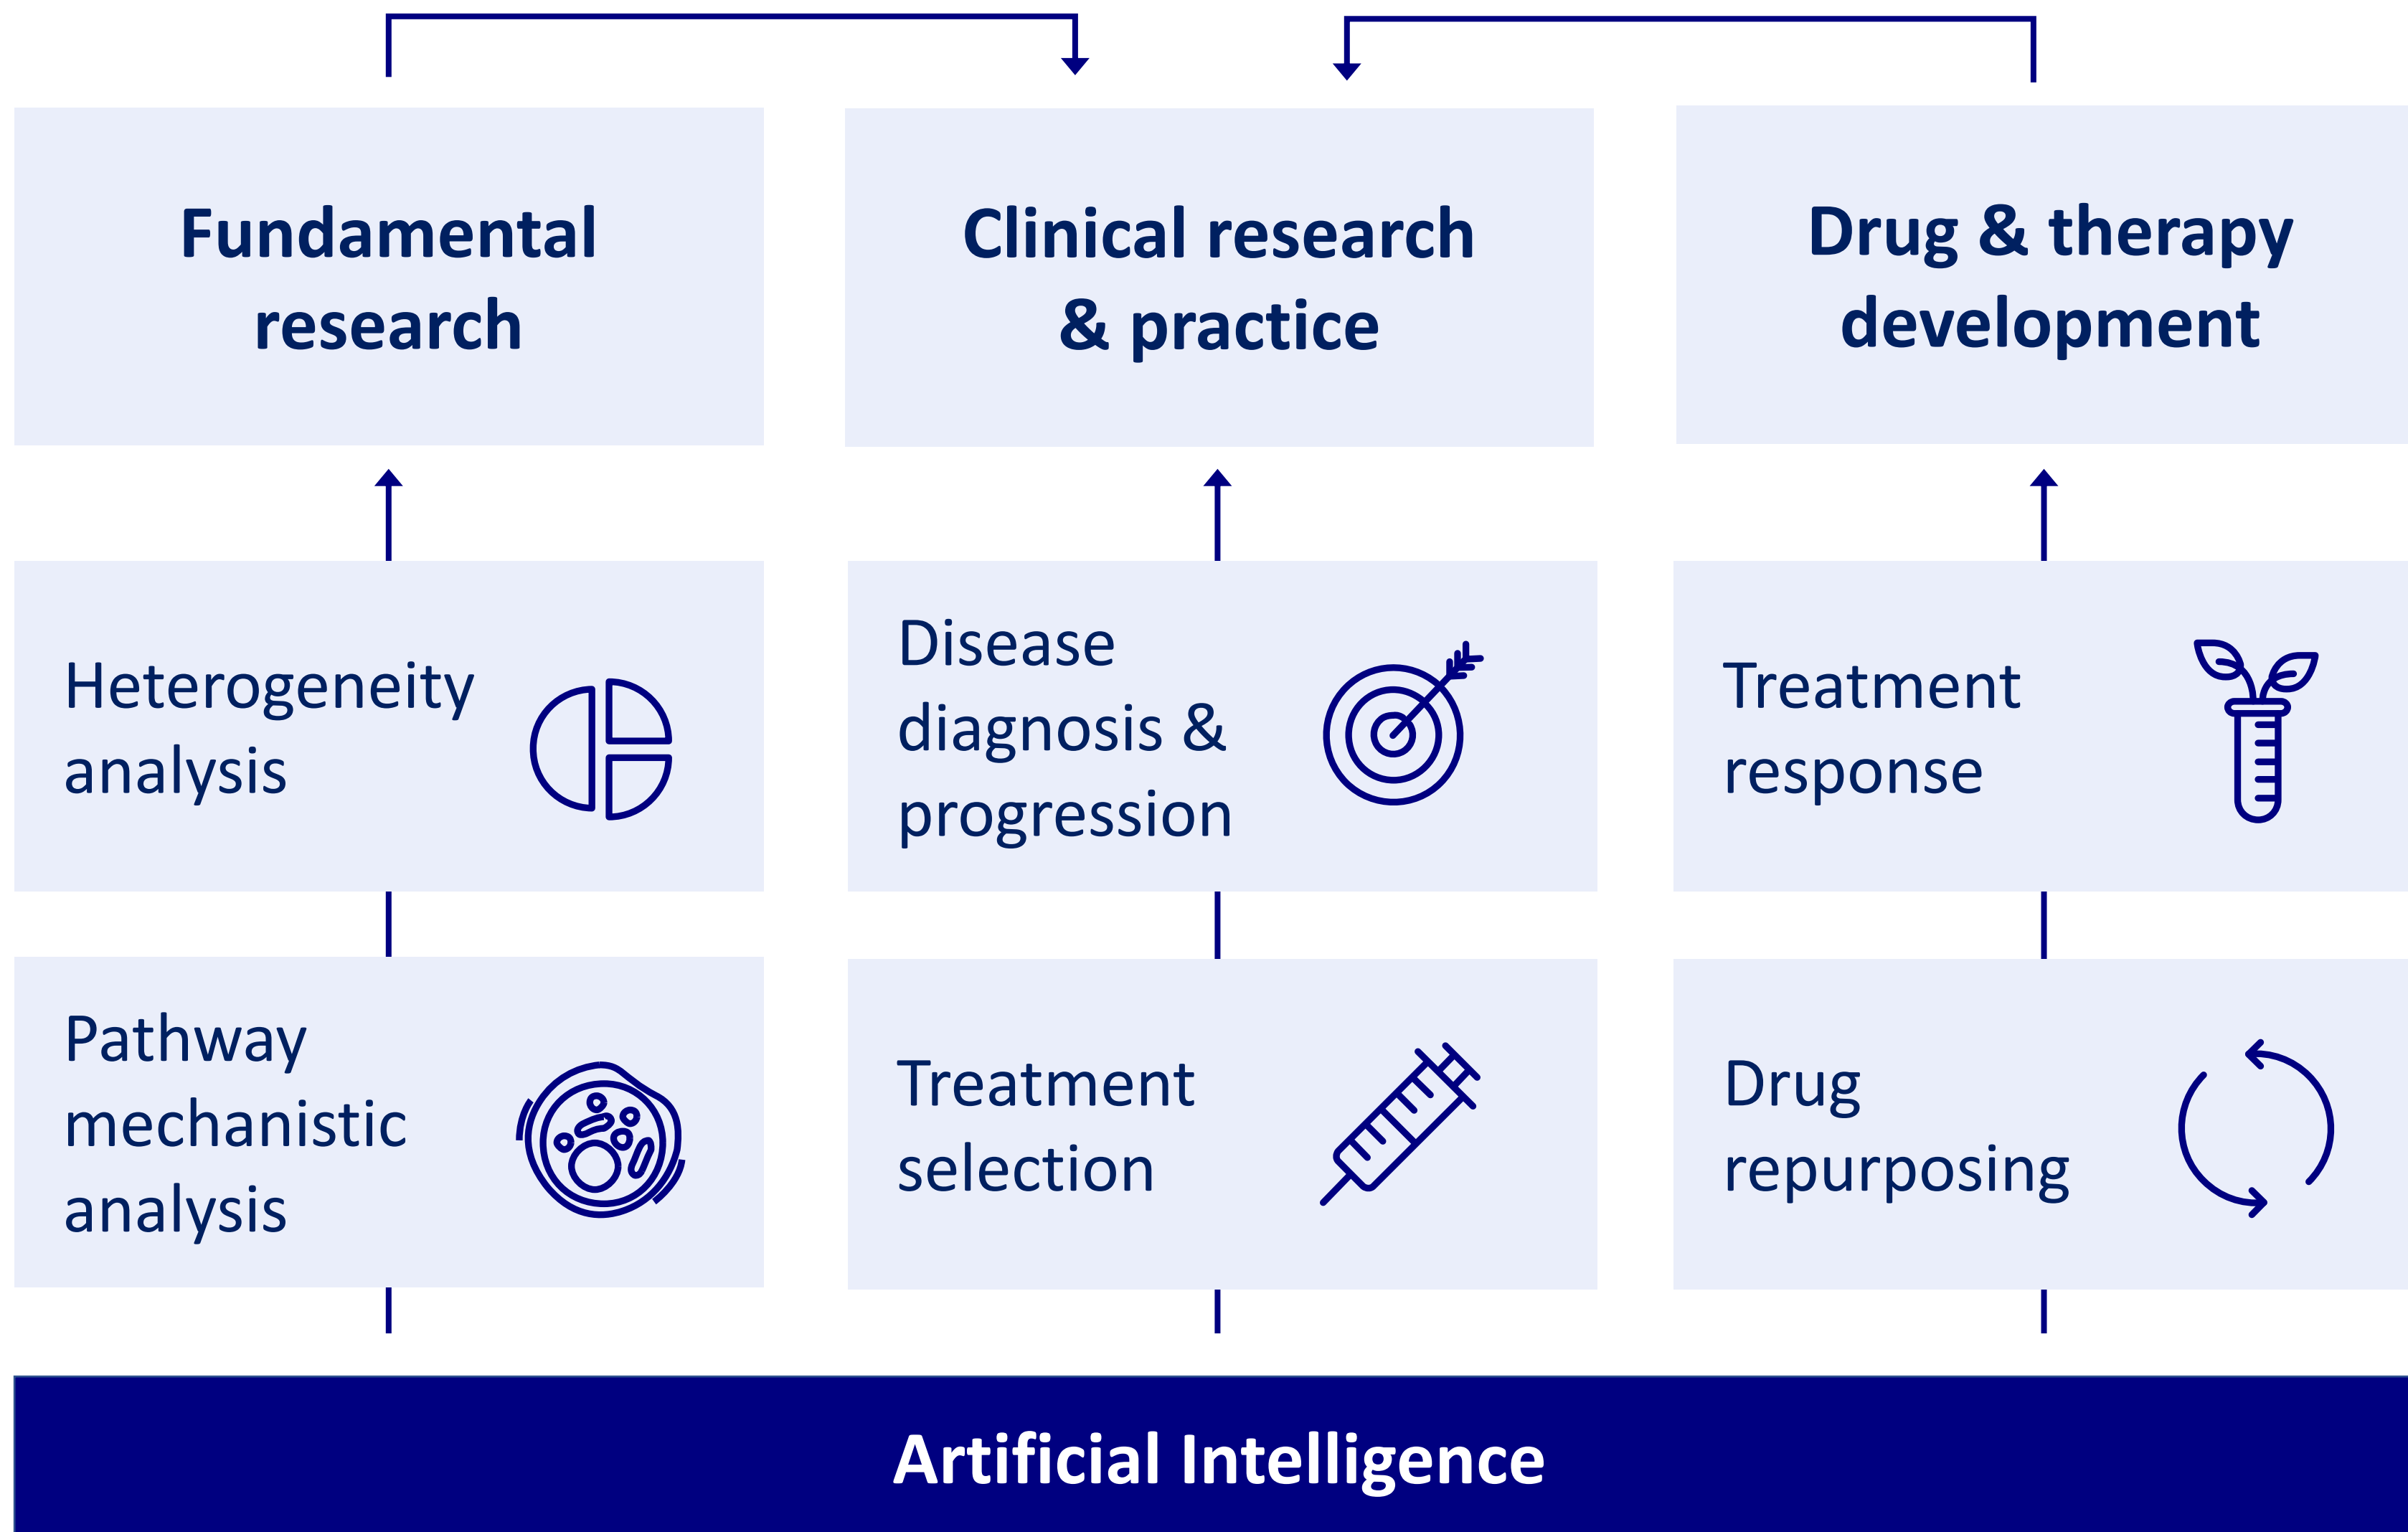 Fundamental
research
Clinical research
& practice
Drug & therapy
development
Heterogeneity
analysis
Disease
diagnosis &
progression
Treatment
response
Pathway
mechanistic
analysis
Treatment
selection
Drug
repurposing
Artificial Intelligence